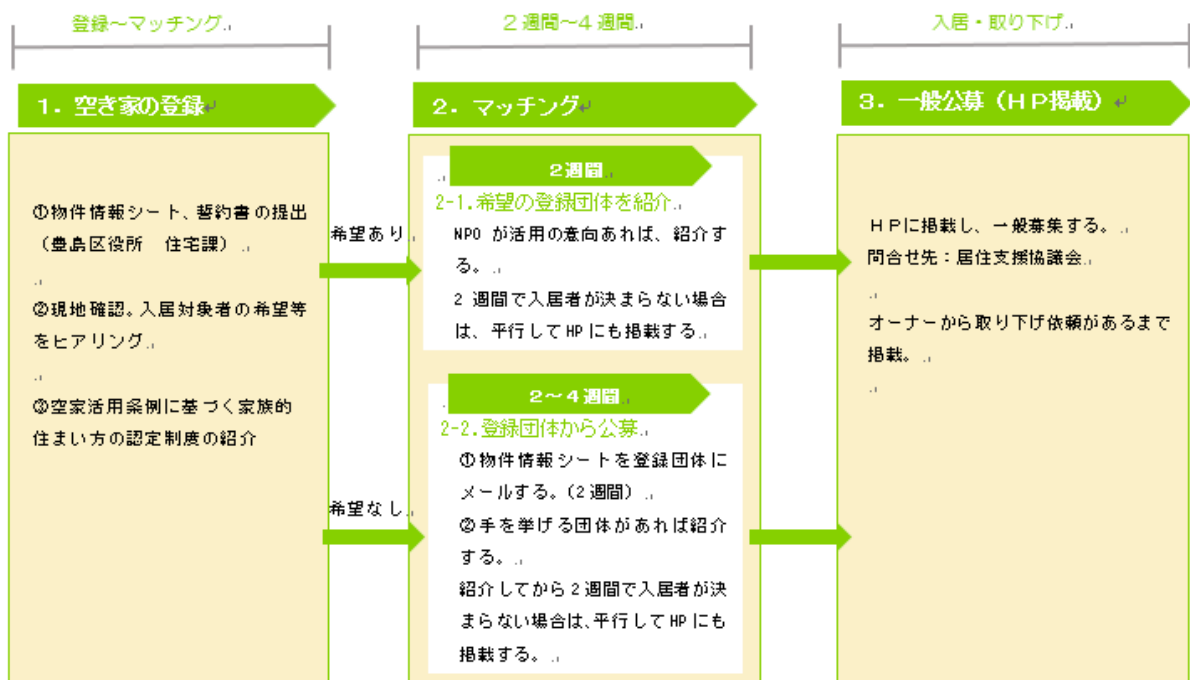 登録～マッチング
２週間～４週間
入居・取り下げ
１．空き家の登録
①物件情報シート、誓約書の提出
（豊島区役所　住宅課）
②現地確認。入居対象者の希望等
をヒアリング
③空家活用条例に基づく家族的
住まい方の認定制度の紹介
希望あり
希望なし
２．マッチング
２週間
2-1.希望の登録団体を紹介
NPO が活用の意向あれば、紹介す
る。
2 週間で入居者が決まらない場合
は、平行してHPにも掲載する
２～４週間
2-2.登録団体から公募
①物件情報シートを登録団体に
メールする。（2週間）
②手を挙げる団体があれば紹介
する。
紹介してから2週間で入居者が決
まらない場合は、平行してHPにも
掲載する。
３．一般公募（ＨＰ掲載）
ＨＰに掲載し、一般募集する。
問合せ先：居住支援協議会
オーナーから取り下げ依頼があるまで
掲載。